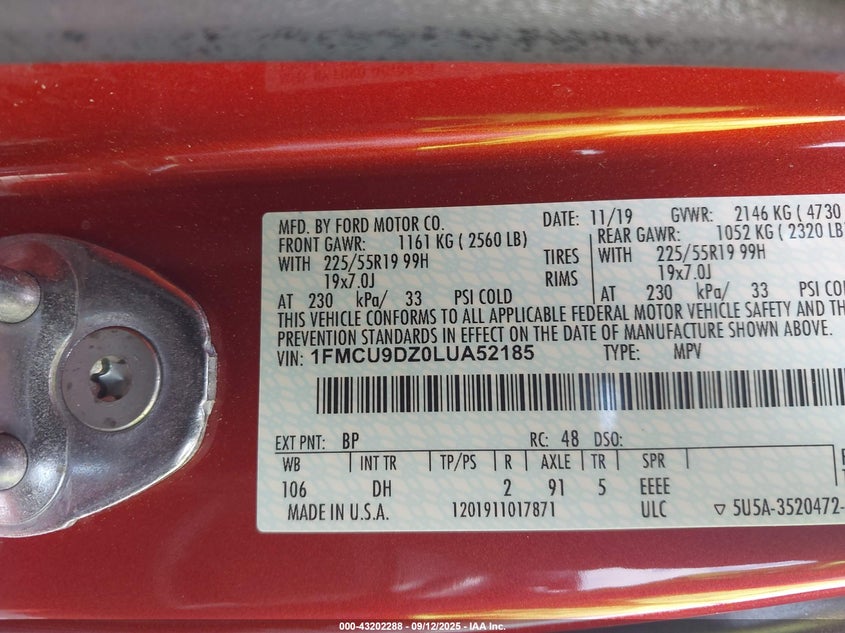 MFD. BY FORD MOTOR CO. DATE: 11/19 GVWR: 2146 KG ( 4730
FRONT GAWR: 1161 KG ( 2560 LB) REAR GAWR: 1052 KG ( 2320 LB)
WITH 225/55R19 99H TIRES WITH 225/55R19 99H
19x7.0J RIMS 19x7.0J
AT 230 kPa/ 33 PSI COLD AT 230 kPa/ 33 PSI COLD
THIS VEHICLE CONFORMS TO ALL APPLICABLE FEDERAL MOTOR VEHICLE SAFETY AND
PREVENTION STANDARDS IN EFFECT ON THE DATE OF MANUFACTURE SHOWN ABOVE.
VIN: 1FMCU9DZ0LUA52185 TYPE: MPV
EXT PNT: BP RC: 48 DSO:
WB INT TR TP/PS R AXLE TR SPR
106 DH 2 91 5 EEEE
MADE IN U.S.A. 1201911017871 ULC ▽ 5U5A-3520472-
000-43202288 - 09/12/2025 - IAA Inc.